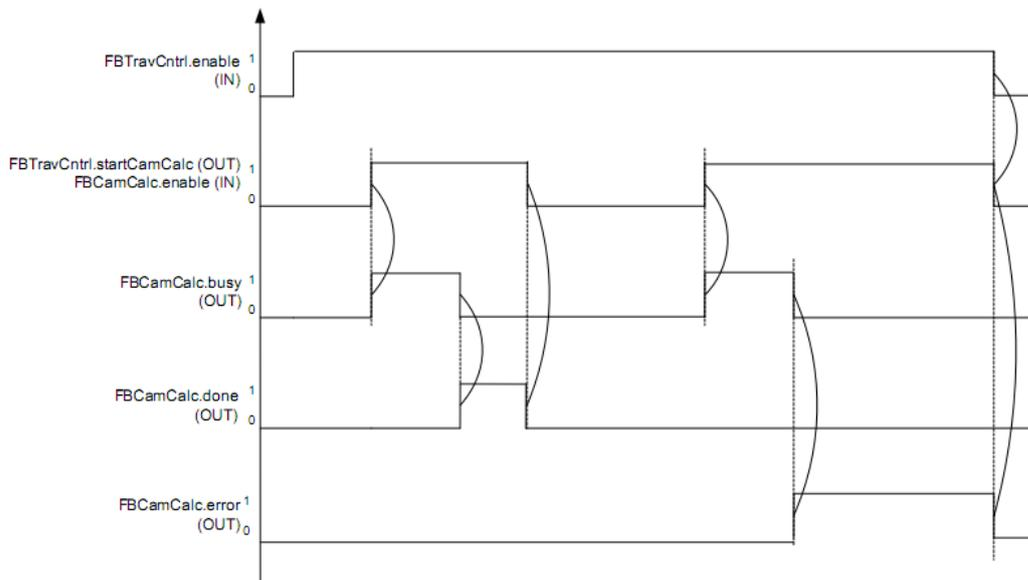 FBTravCntrl.enable 1
(IN) 0
FBTravCntrl.startCamCalc (OUT) 1
FBCamCalc.enable (IN)
0
FBCamCalc.busy 1
(OUT) 0
FBCamCalc.done 1
(OUT) 0
FBCamCalc.error 1
(OUT) 0